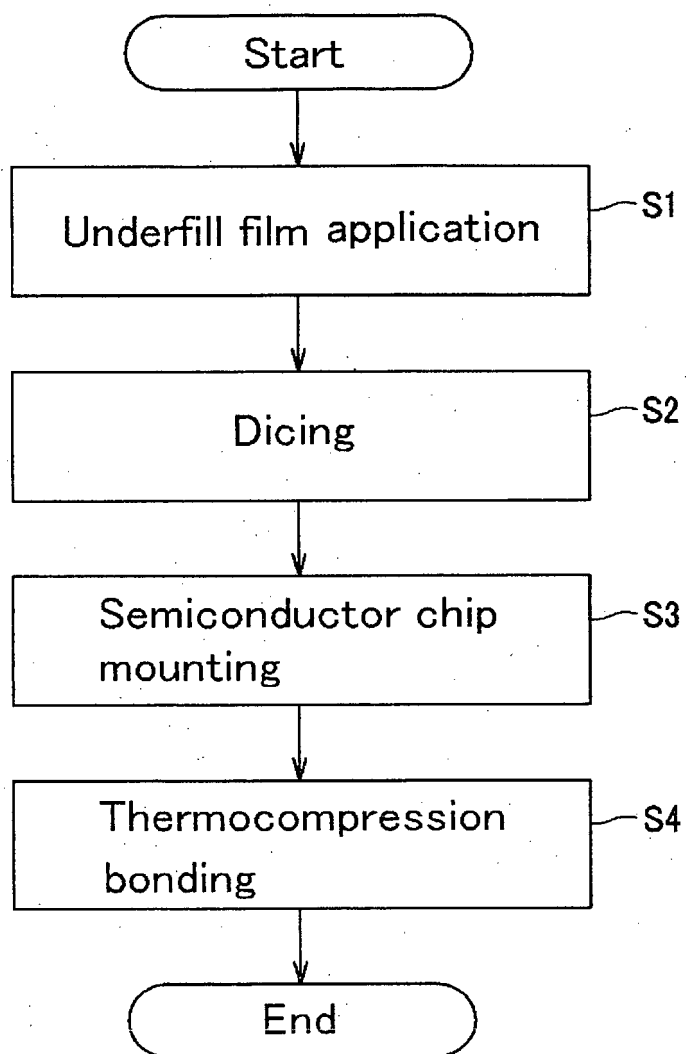 Start
Underfill film application
S1
Dicing
S2
Semiconductor chip
mounting
S3
Thermocompression
bonding
S4
End